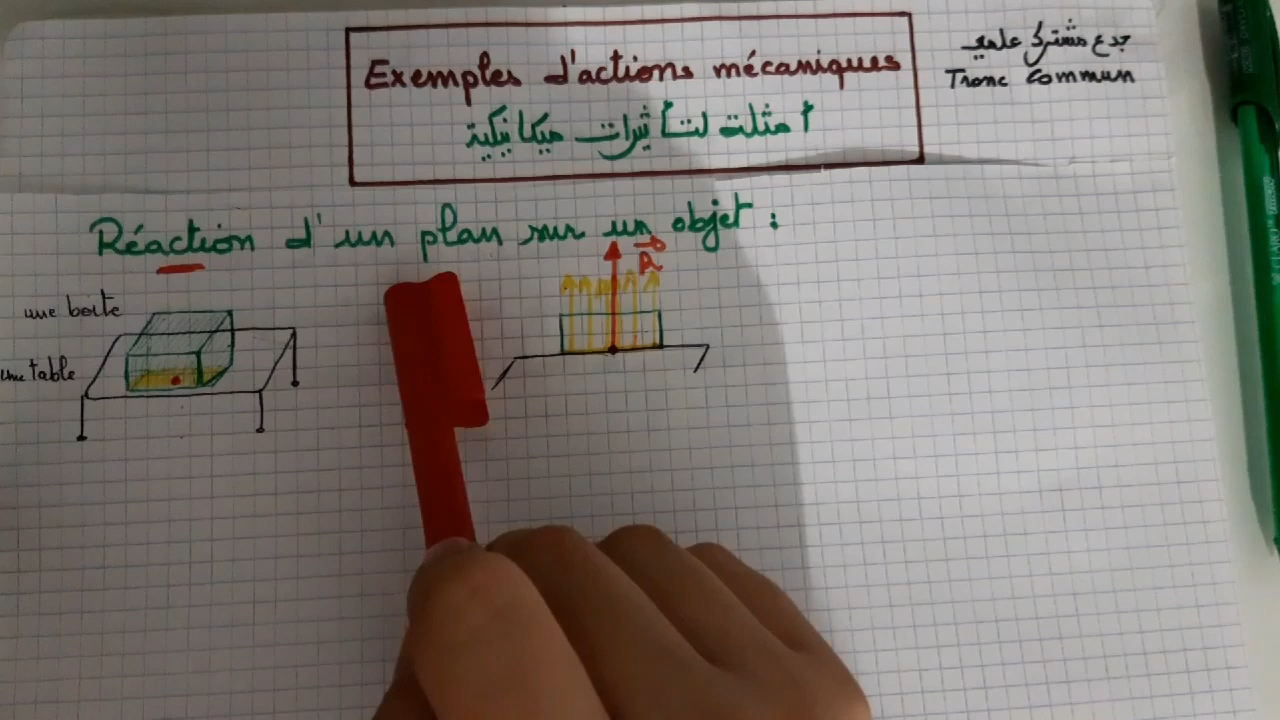 Exemples d'actions mécaniques
أمثلة لتأثيرات ميكانيكية
جدع مشترك علمي
Tronc Commun
Réaction d'un plan sur un objet :
une boite
une table
R